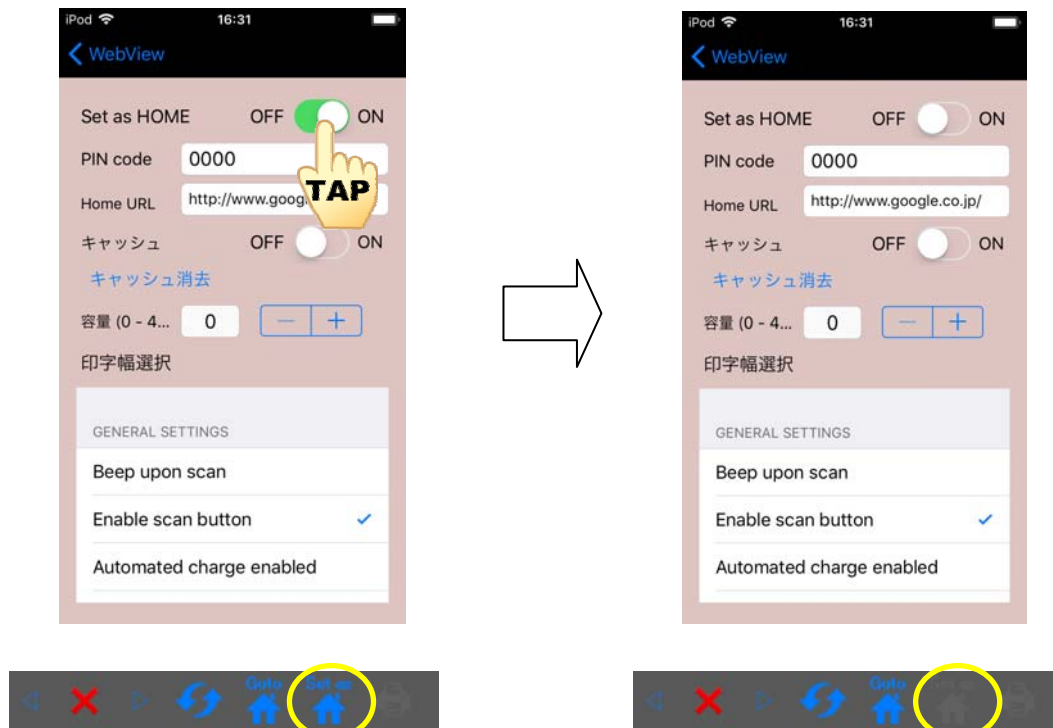 iPod 16:31
WebView
Set as HOME OFF ON
PIN code 0000
TAP
Home URL http://www.goog
キャッシュ OFF ON
キャッシュ消去
容量 (0 - 4... 0 − +
印字幅選択
GENERAL SETTINGS
Beep upon scan
Enable scan button
Automated charge enabled
Goto Set as
iPod 16:31
WebView
Set as HOME OFF ON
PIN code 0000
Home URL http://www.google.co.jp/
キャッシュ OFF ON
キャッシュ消去
容量 (0 - 4... 0 − +
印字幅選択
GENERAL SETTINGS
Beep upon scan
Enable scan button
Automated charge enabled
Goto